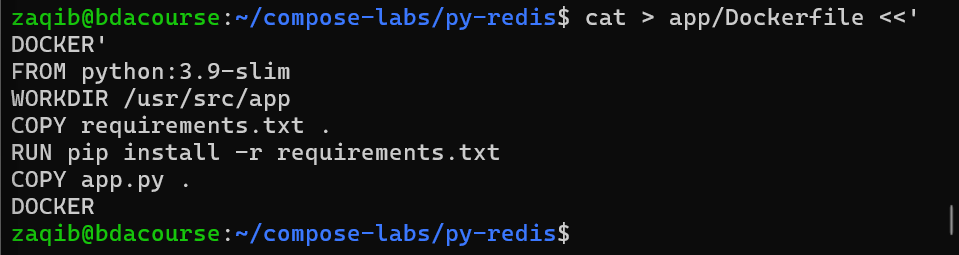 zaqib@bdacourse:~/compose-labs/py-redis$ cat > app/Dockerfile <<'
DOCKER'
FROM python:3.9-slim
WORKDIR /usr/src/app
COPY requirements.txt .
RUN pip install -r requirements.txt
COPY app.py .
DOCKER
zaqib@bdacourse:~/compose-labs/py-redis$